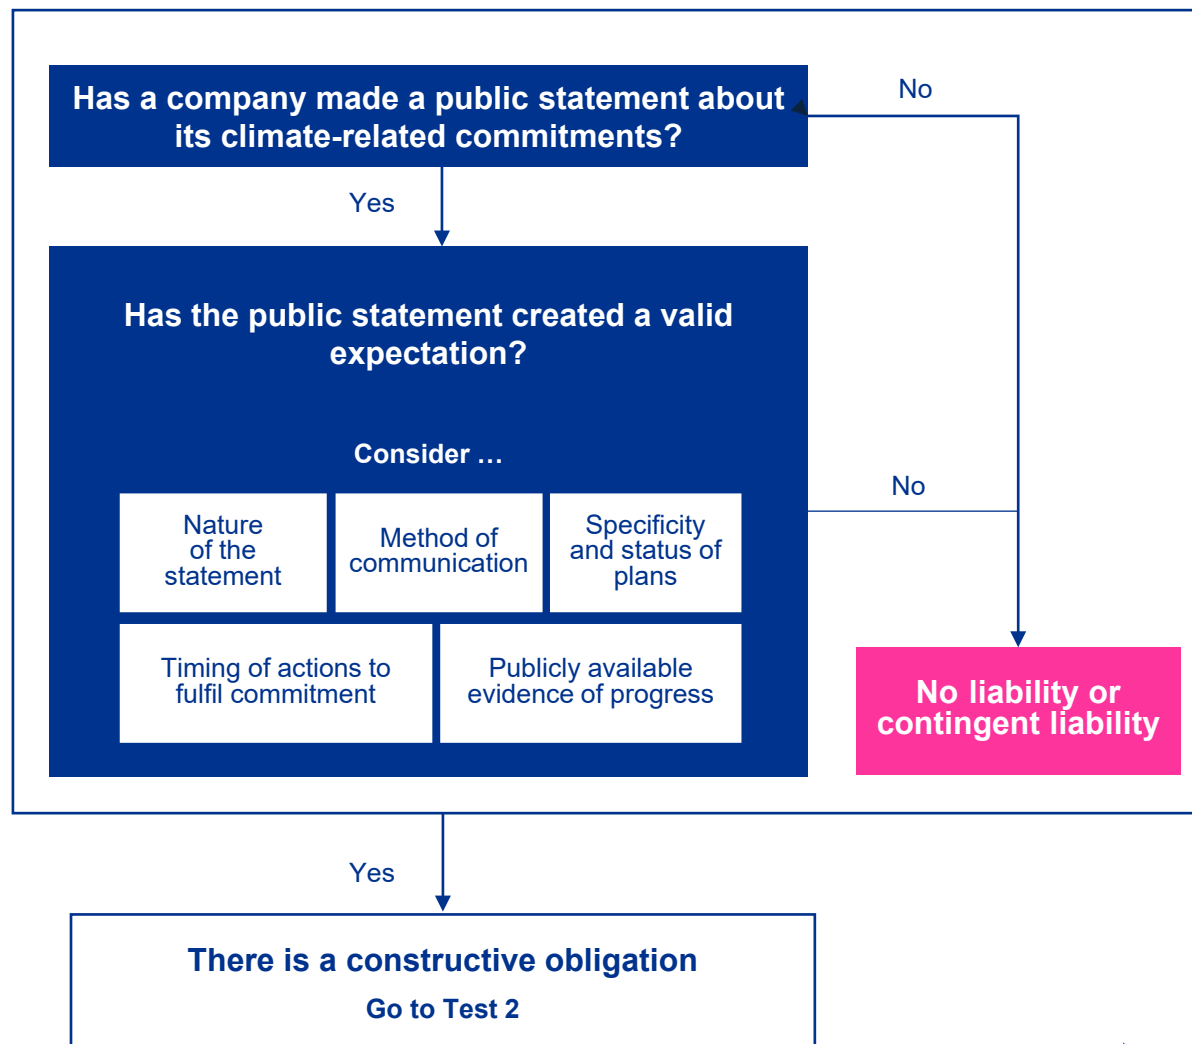 Has a company made a public statement about
its climate-related commitments?
No
Yes
Has the public statement created a valid
expectation?
Consider …
No
Nature
of the
statement
Method of
communication
Specificity
and status of
plans
Timing of actions to
fulfil commitment
Publicly available
evidence of progress
No liability or
contingent liability
Yes
There is a constructive obligation
Go to Test 2